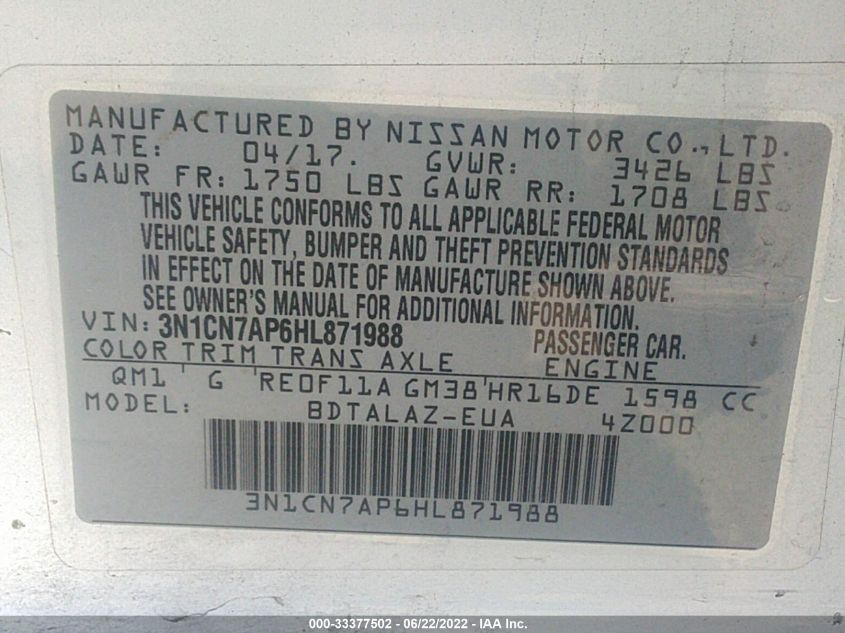 MANUFACTURED BY NISSAN MOTOR CO., LTD.
DATE: 04/17. GVWR: 3426 LBS
GAWR FR: 1750 LBS GAWR RR: 1708 LBS
THIS VEHICLE CONFORMS TO ALL APPLICABLE FEDERAL MOTOR
VEHICLE SAFETY, BUMPER AND THEFT PREVENTION STANDARDS
IN EFFECT ON THE DATE OF MANUFACTURE SHOWN ABOVE.
SEE OWNER'S MANUAL FOR ADDITIONAL INFORMATION.
VIN: 3N1CN7AP6HL871988 PASSENGER CAR.
COLOR TRIM TRANS AXLE ENGINE
QM1 ' G 'RE0F11A GM38'HR16DE 1598 CC
MODEL: BDTALAZ-EUA 4Z000
3N1CN7AP6HL871988
000-33377502 - 06/22/2022 - IAAI.com